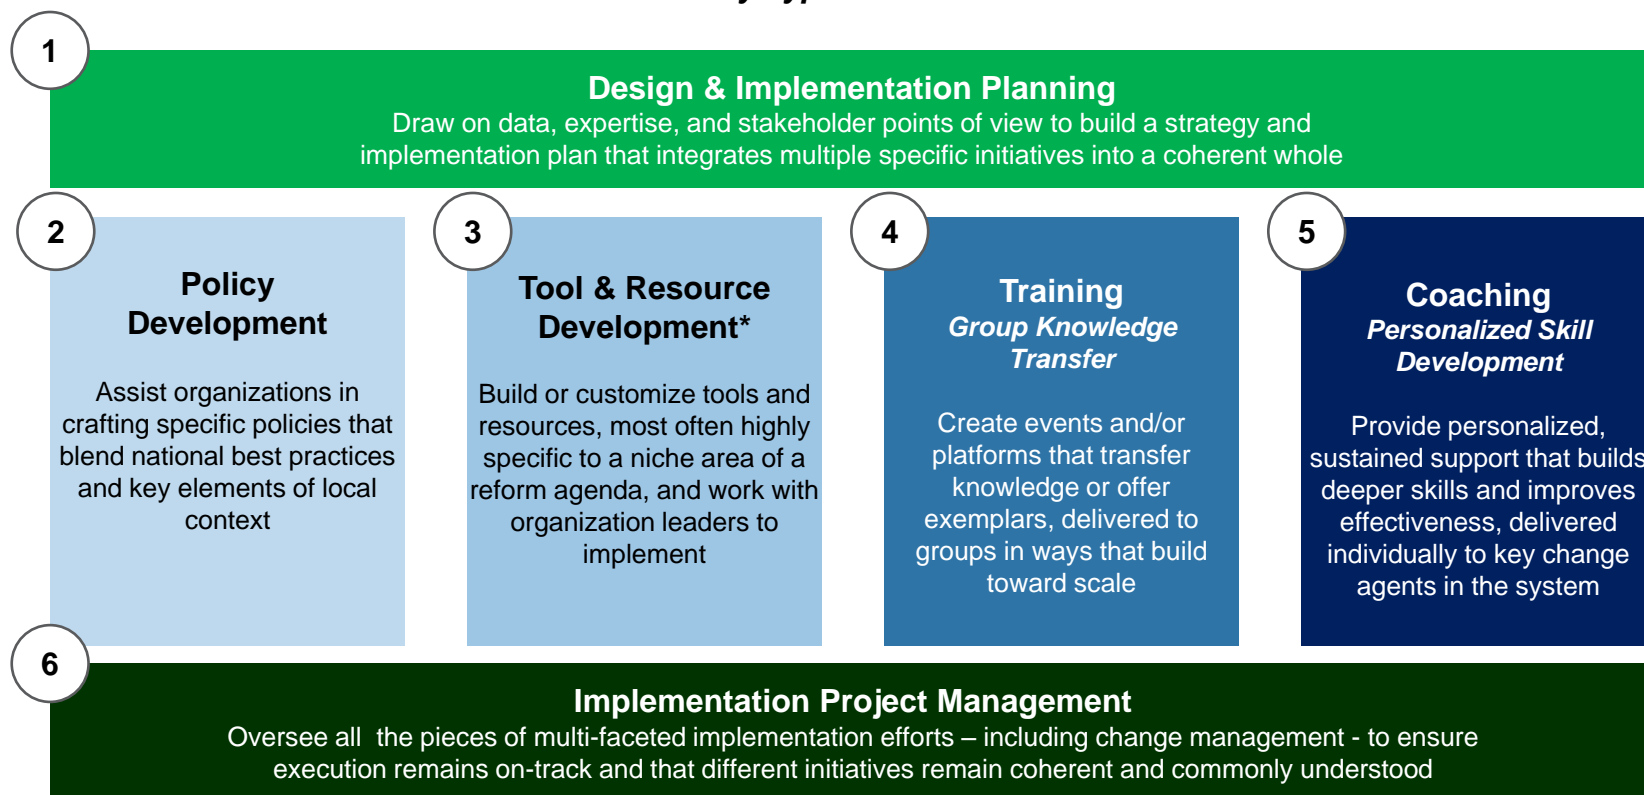 1
Design & Implementation Planning
Draw on data, expertise, and stakeholder points of view to build a strategy and
implementation plan that integrates multiple specific initiatives into a coherent whole
2
Policy
Development
Assist organizations in
crafting specific policies that
blend national best practices
and key elements of local
context
3
Tool & Resource
Development*
Build or customize tools and
resources, most often highly
specific to a niche area of a
reform agenda, and work with
organization leaders to
implement
4
Training
Group Knowledge
Transfer
Create events and/or
platforms that transfer
knowledge or offer
exemplars, delivered to
groups in ways that build
toward scale
5
Coaching
Personalized Skill
Development
Provide personalized,
sustained support that builds
deeper skills and improves
effectiveness, delivered
individually to key change
agents in the system
6
Implementation Project Management
Oversee all  the pieces of multi-faceted implementation efforts – including change management - to ensure
execution remains on-track and that different initiatives remain coherent and commonly understood